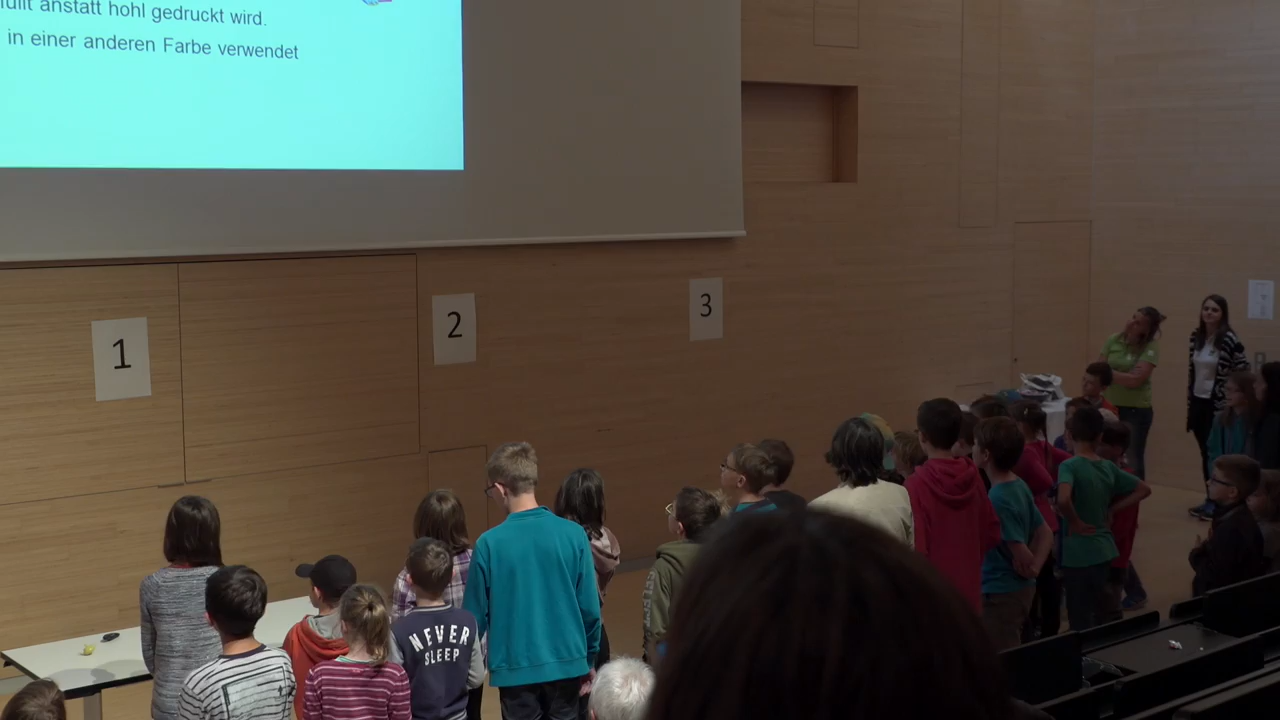 anstatt hohl gedruckt wird.
in einer anderen Farbe verwendet
1
2
3
NEVER
SLEEP